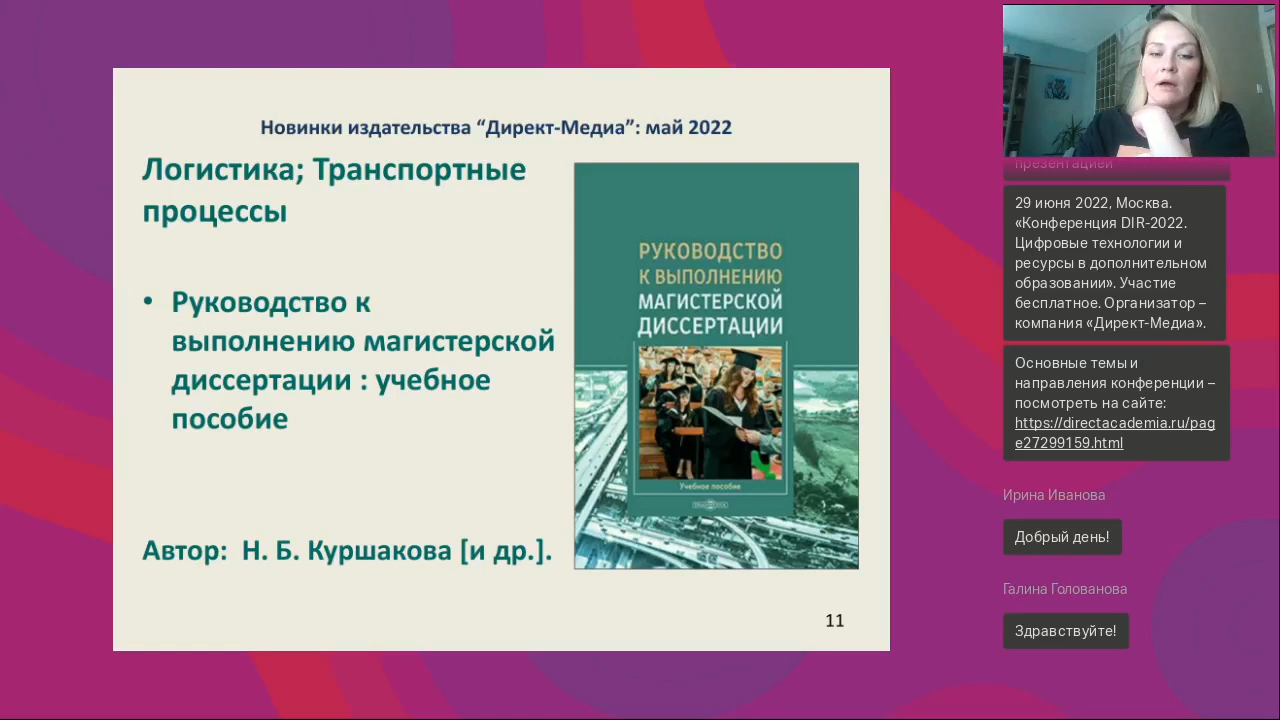 Новинки издательства “Директ-Медиа”: май 2022
Логистика; Транспортные
процессы
• Руководство к
выполнению магистерской
диссертации : учебное
пособие
Автор: Н. Б. Куршакова [и др.].
РУКОВОДСТВО
К ВЫПОЛНЕНИЮ
МАГИСТЕРСКОЙ
ДИССЕРТАЦИИ
Учебное пособие
11
презентацией
29 июня 2022, Москва.
«Конференция DIR-2022.
Цифровые технологии и
ресурсы в дополнительном
образовании». Участие
бесплатное. Организатор –
компания «Директ-Медиа».
Основные темы и
направления конференции –
посмотреть на сайте:
https://directacademia.ru/pag
e27299159.html
Ирина Иванова
Добрый день!
Галина Голованова
Здравствуйте!